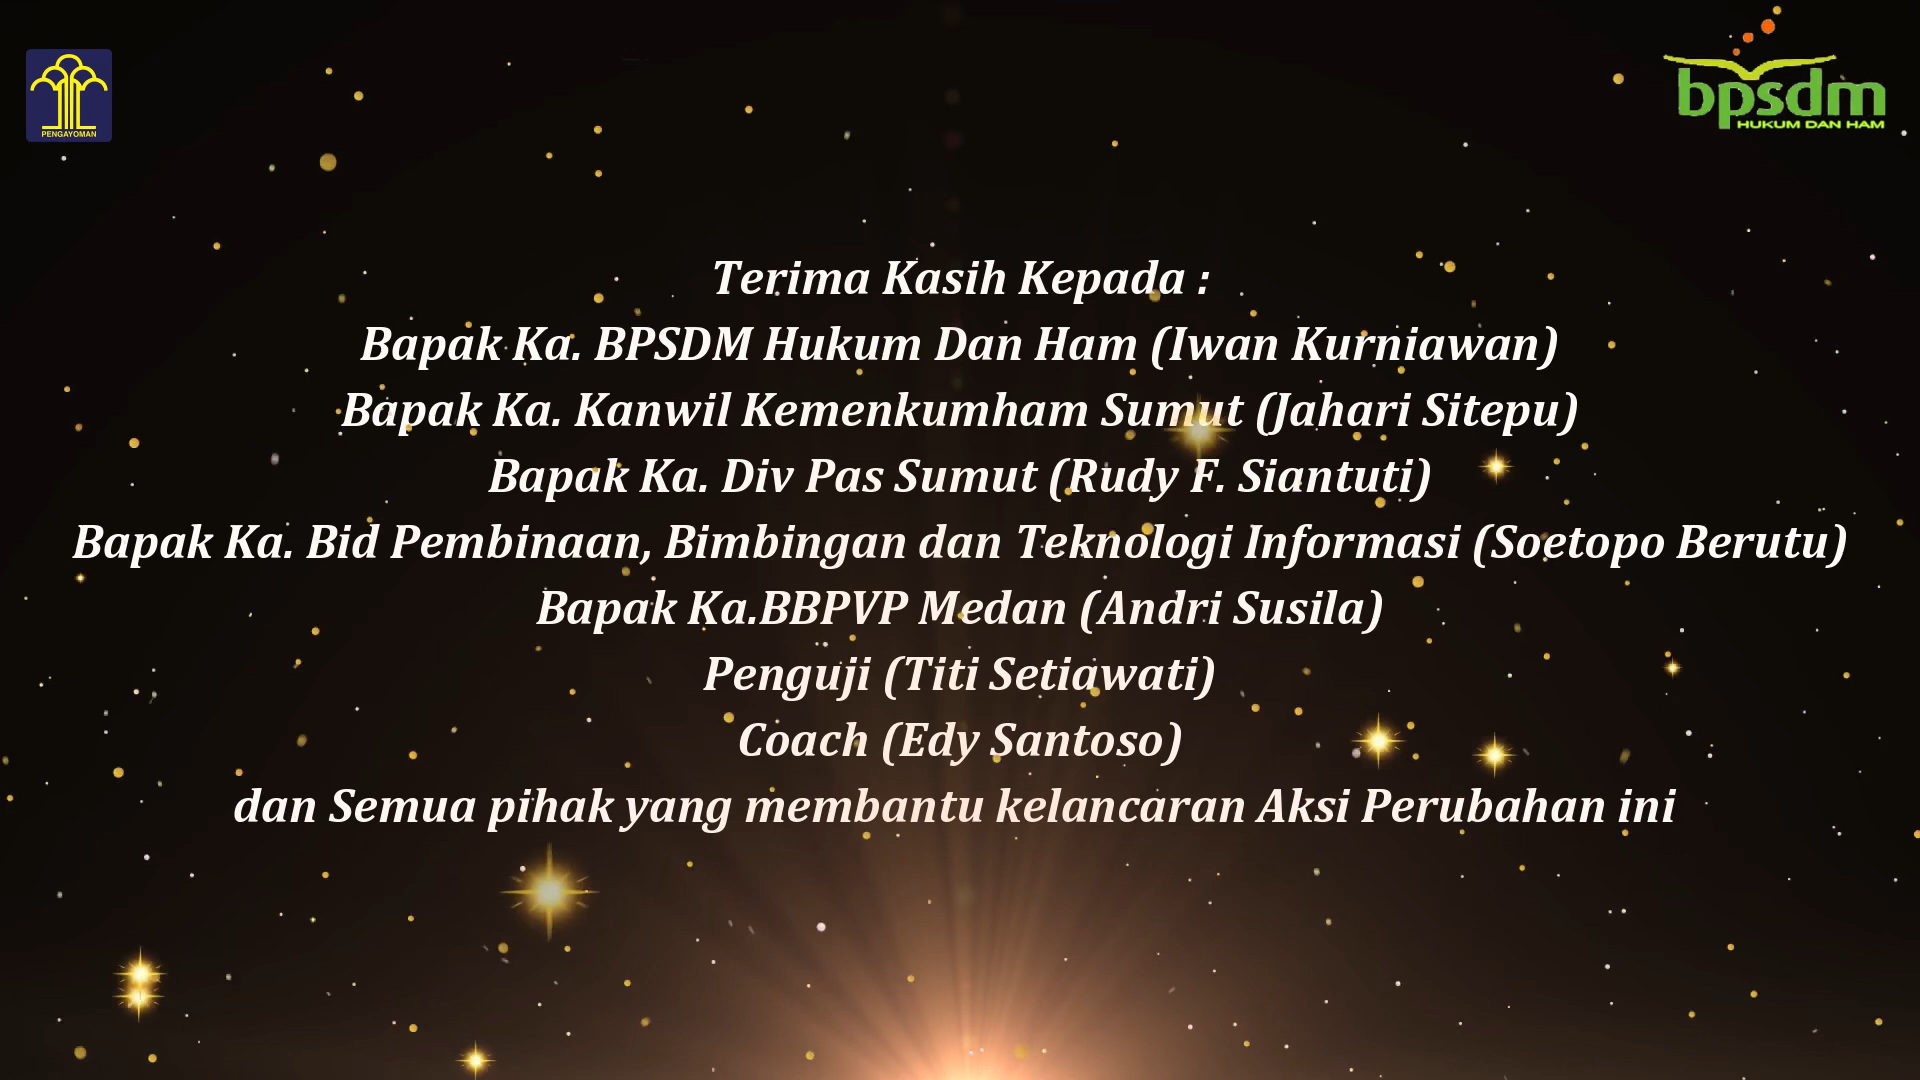 PENGAYOMAN
bpsdm
HUKUM DAN HAM
Terima Kasih Kepada :
Bapak Ka. BPSDM Hukum Dan Ham (Iwan Kurniawan)
Bapak Ka. Kanwil Kemenkumham Sumut (Jahari Sitepu)
Bapak Ka. Div Pas Sumut (Rudy F. Siantuti)
Bapak Ka. Bid Pembinaan, Bimbingan dan Teknologi Informasi (Soetopo Berutu)
Bapak Ka.BBPVP Medan (Andri Susila)
Penguji (Titi Setiawati)
Coach (Edy Santoso)
dan Semua pihak yang membantu kelancaran Aksi Perubahan ini